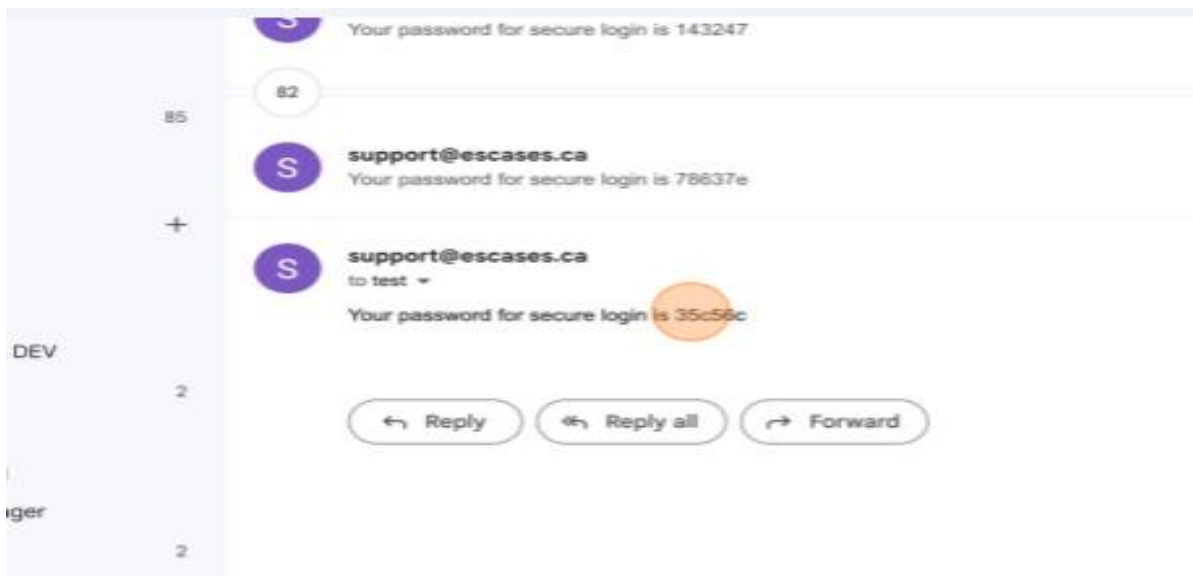 Your password for secure login is 143247
82
85
S support@escases.ca
Your password for secure login is 78637e
+
S support@escases.ca
to test
Your password for secure login is 35c56c
DEV
2
Reply Reply all Forward
ager
2